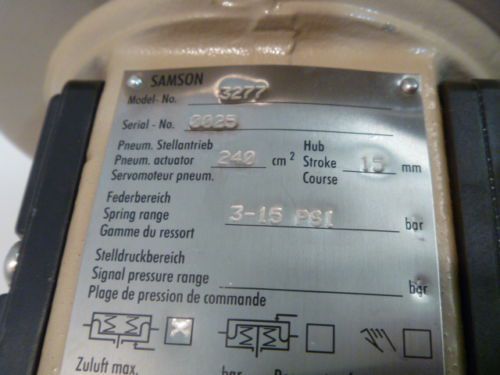 SAMSON
Model- No. 3277
Serial - No. 0025
Pneum. Stellantrieb
Pneum. actuator 240 cm²
Servomoteur pneum.
Hub
Stroke 15 mm
Course
Federbereich
Spring range 3-15 PSI bar
Gamme du ressort
Stelldruckbereich
Signal pressure range bar
Plage de pression de commande
Zuluft max. bar